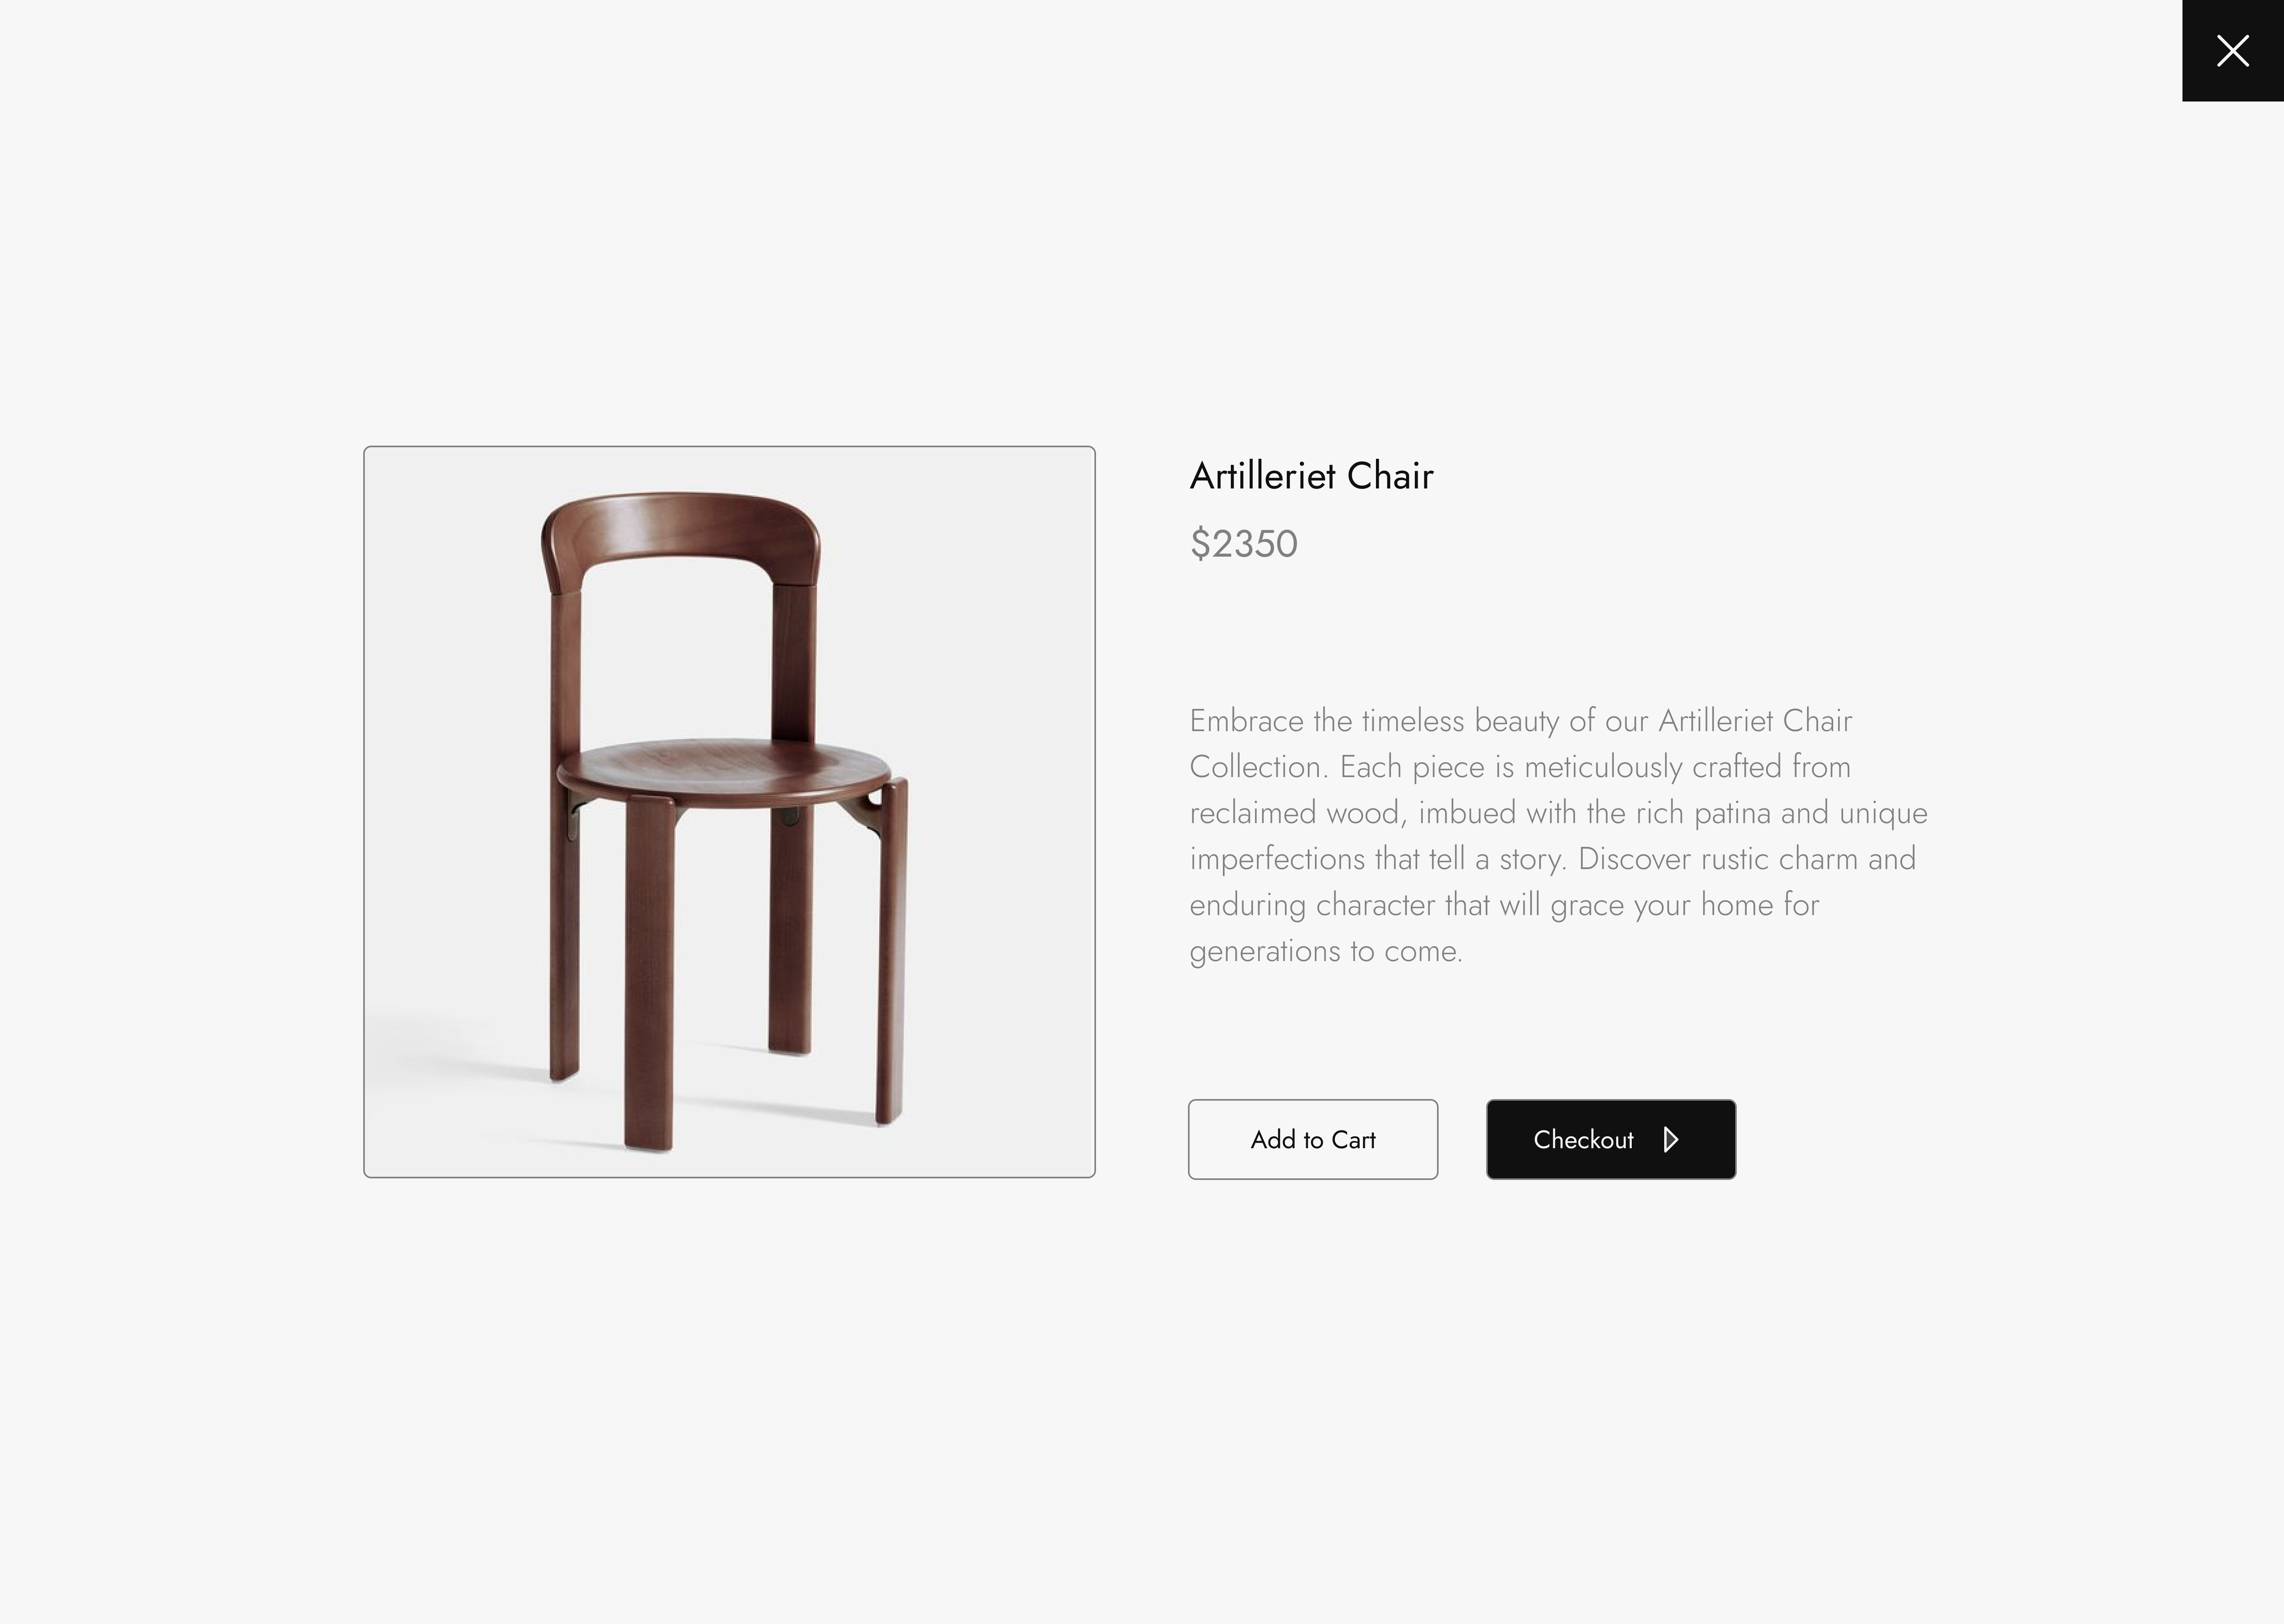 Artilleriet Chair
$2350
Embrace the timeless beauty of our Artilleriet Chair
Collection. Each piece is meticulously crafted from
reclaimed wood, imbued with the rich patina and unique
imperfections that tell a story. Discover rustic charm and
enduring character that will grace your home for
generations to come.
Add to Cart
Checkout